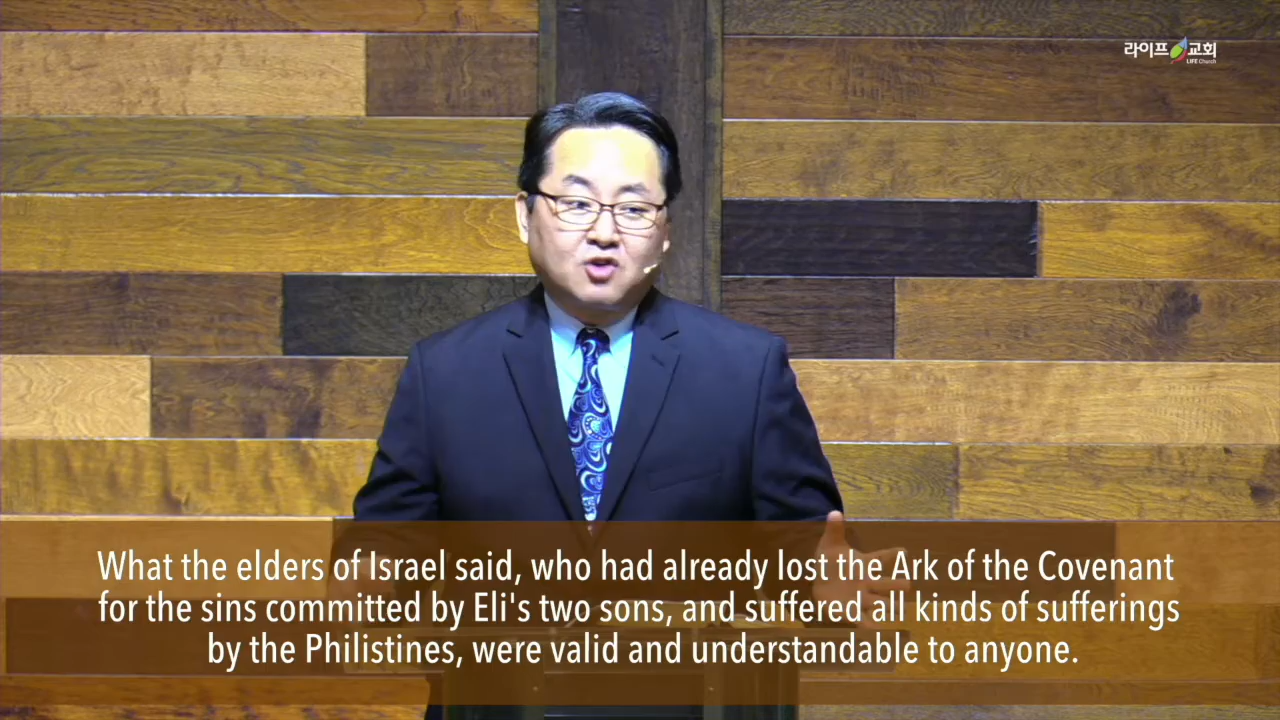 라이프 교회
LIFE Church
What the elders of Israel said, who had already lost the Ark of the Covenant
for the sins committed by Eli's two sons, and suffered all kinds of sufferings
by the Philistines, were valid and understandable to anyone.